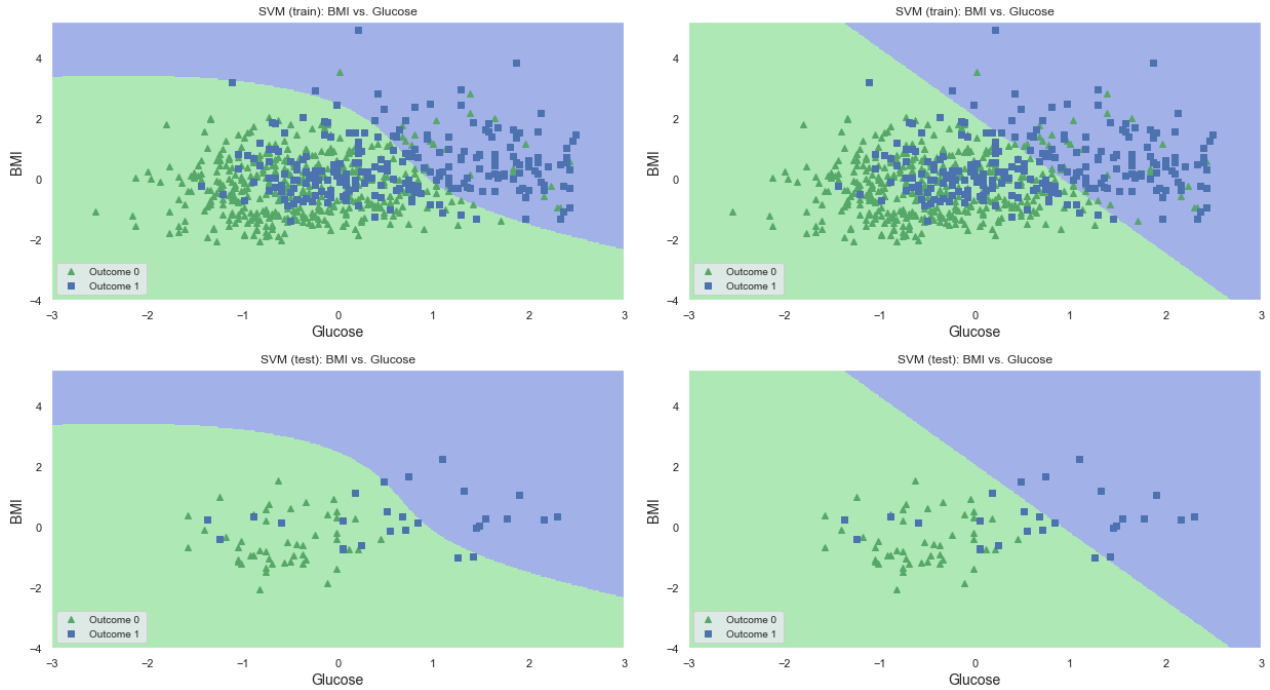 SVM (train): BMI vs. Glucose
BMI
4
2
0
−2
−4
Outcome 0
Outcome 1
−3 −2 −1 0 1 2 3
Glucose
SVM (train): BMI vs. Glucose
BMI
4
2
0
−2
−4
Outcome 0
Outcome 1
−3 −2 −1 0 1 2 3
Glucose
SVM (test): BMI vs. Glucose
BMI
4
2
0
−2
−4
Outcome 0
Outcome 1
−3 −2 −1 0 1 2 3
Glucose
SVM (test): BMI vs. Glucose
BMI
4
2
0
−2
−4
Outcome 0
Outcome 1
−3 −2 −1 0 1 2 3
Glucose